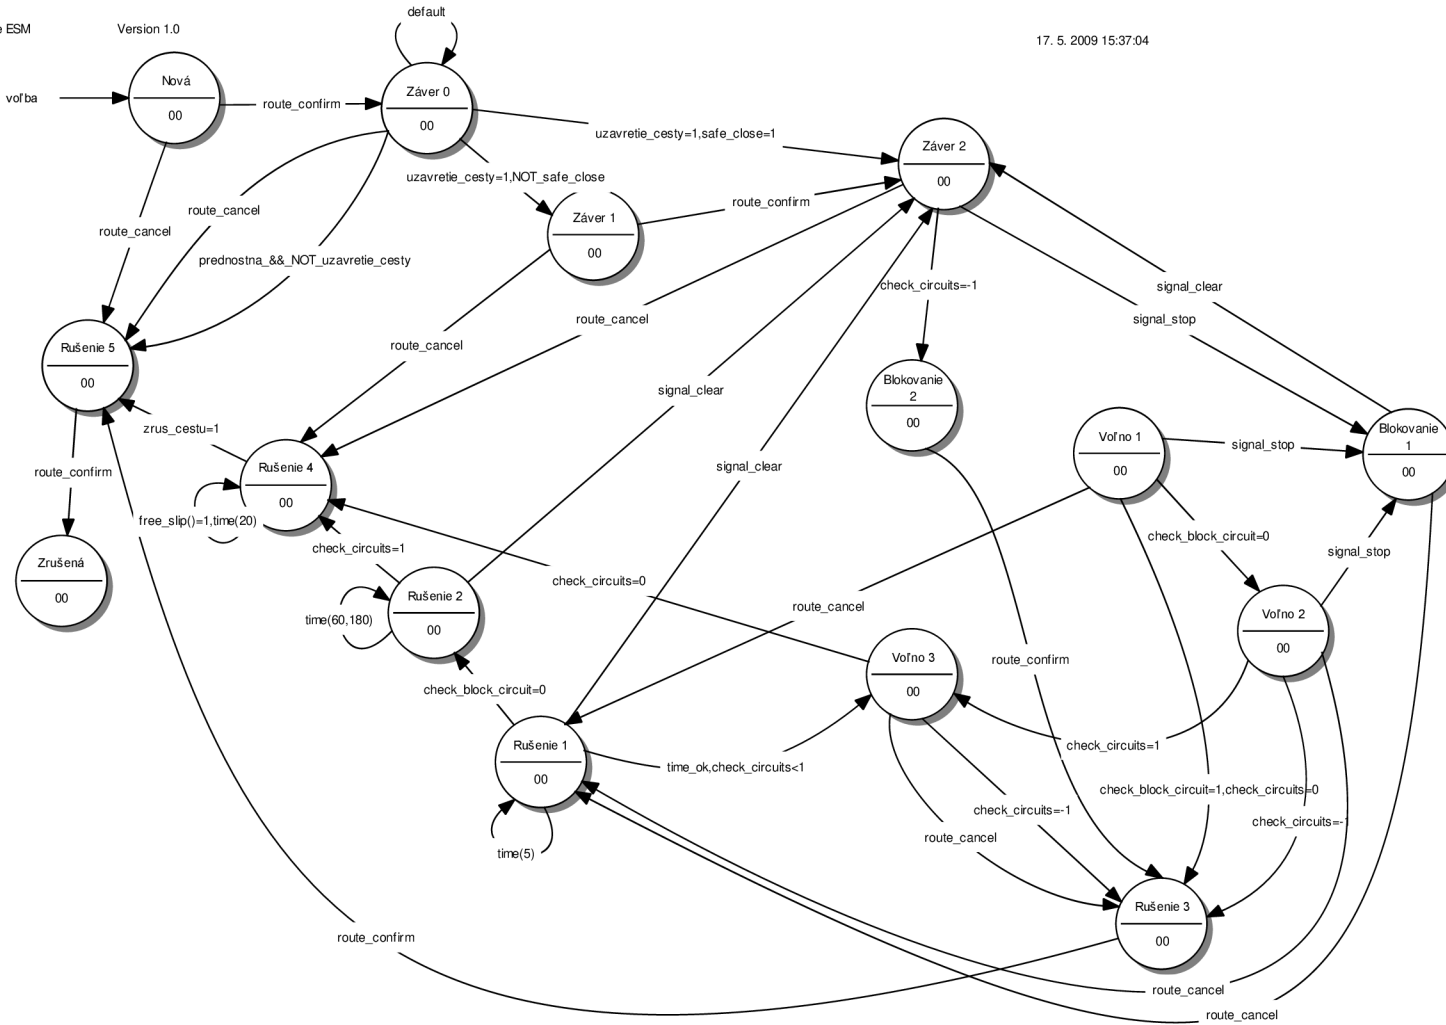 e ESM
Version 1.0
17. 5. 2009 15:37:04
default
voľba
Nová
00
route_confirm
Záver 0
00
uzavretie_cesty=1,safe_close=1
Záver 2
00
uzavretie_cesty=1,NOT_safe_close
route_confirm
Záver 1
00
route_cancel
route_cancel
prednostna_&&_NOT_uzavretie_cesty
check_circuits=-1
signal_clear
signal_stop
route_cancel
route_cancel
Rušenie 5
00
Blokovanie
2
00
signal_clear
zrus_cestu=1
Voľno 1
00
signal_stop
Blokovanie
1
00
route_confirm
Rušenie 4
00
signal_clear
free_slip()=1,time(20)
check_circuits=1
check_block_circuit=0
signal_stop
Zrušená
00
check_circuits=0
Rušenie 2
00
time(60,180)
route_cancel
Voľno 2
00
Voľno 3
00
route_confirm
check_block_circuit=0
Rušenie 1
00
time_ok,check_circuits<1
check_circuits=1
check_block_circuit=1,check_circuits=0
check_circuits=-1
check_circuits=-1
route_cancel
time(5)
Rušenie 3
00
route_confirm
route_cancel
route_cancel